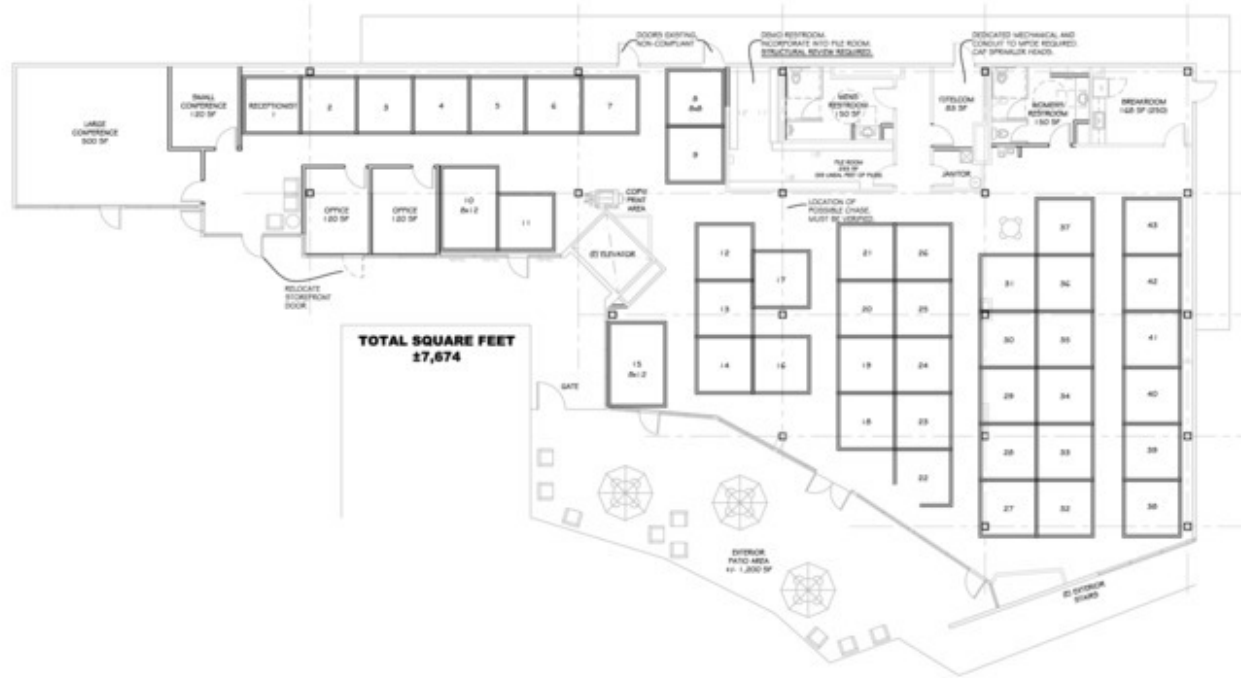 DOORS EXISTING,
NON-COMPLIANT
DEMO RESTROOM.
INCORPORATE INTO FILE ROOM.
STRUCTURAL REVIEW REQUIRED.
DEDICATED MECHANICAL AND
CONDUIT TO MPOE REQUIRED.
CAP SPRINKLER HEADS.
LARGE
CONFERENCE
500 SF
SMALL
CONFERENCE
120 SF
RECEPTIONIST
1
2
3
4
5
6
7
8
8x8
9
MENS
RESTROOM
150 SF
85 SF
WOMENS
RESTROOM
150 SF
BREAKROOM
168 SF (250)
FILE ROOM
JANITOR
OFFICE
120 SF
OFFICE
120 SF
10
8x12
11
COPY/
PRINT
AREA
LOCATION OF
POSSIBLE CHASE,
MUST BE VERIFIED.
(E) ELEVATOR
RELOCATE
STOREFRONT
DOOR
TOTAL SQUARE FEET
±7,674
12
13
14
15
8x12
16
17
18
19
20
21
22
23
24
25
26
27
28
29
30
31
32
33
34
35
36
37
38
39
40
41
42
43
GATE
EXTERIOR
PATIO AREA
+/- 1,200 SF
(E) EXTERIOR
STAIRS